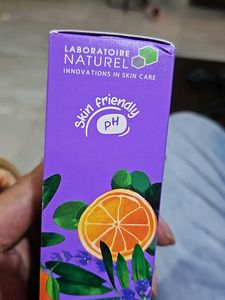 LABORATOIRE
NATUREL
INNOVATIONS IN SKIN CARE
Skin friendly
PH